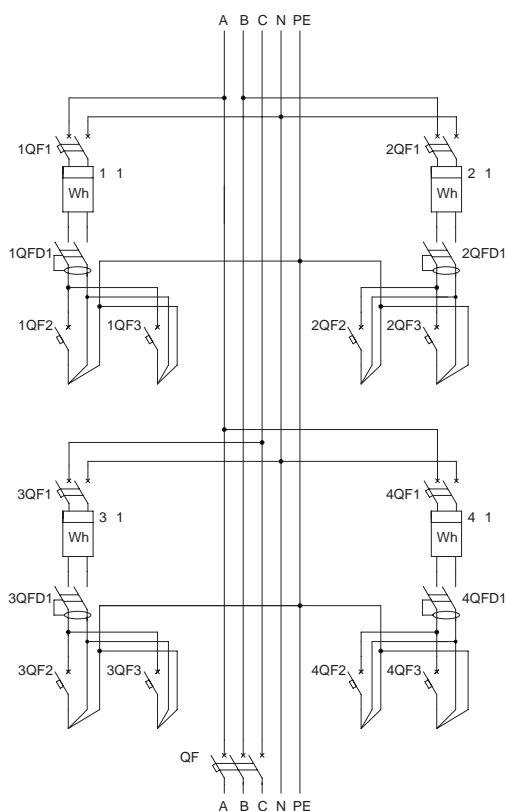 A B C N PE
1QF1 2QF1
1 1 2 1
Wh Wh
1QFD1 2QFD1
1QF2 1QF3 2QF2 2QF3
3QF1 4QF1
3 1 4 1
Wh Wh
3QFD1 4QFD1
3QF2 3QF3 4QF2 4QF3
QF
A B C N PE